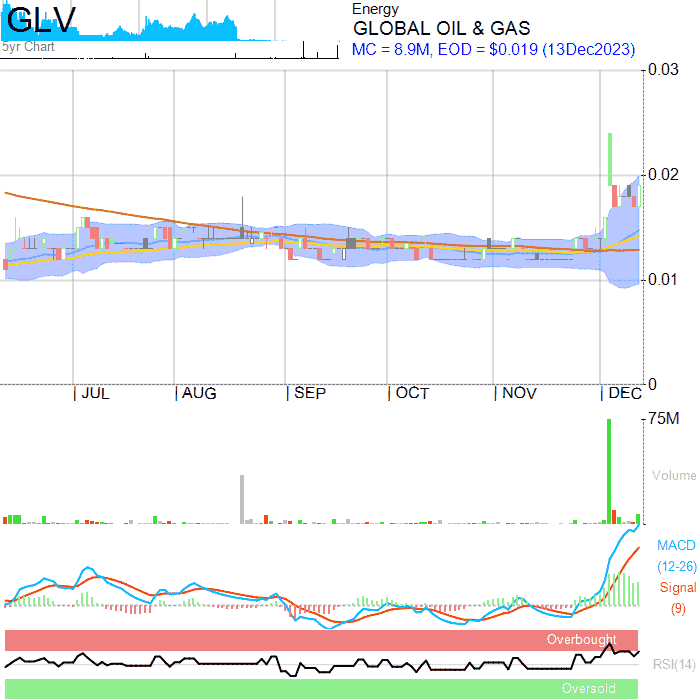 GLV
Energy
GLOBAL OIL & GAS
5yr Chart
MC = 8.9M, EOD = $0.019 (13Dec2023)
0.03
0.02
0.01
0
| JUL | AUG | SEP | OCT | NOV | DEC
75M
Volume
MACD
(12-26)
Signal
(9)
Overbought
RSI(14)
Oversold